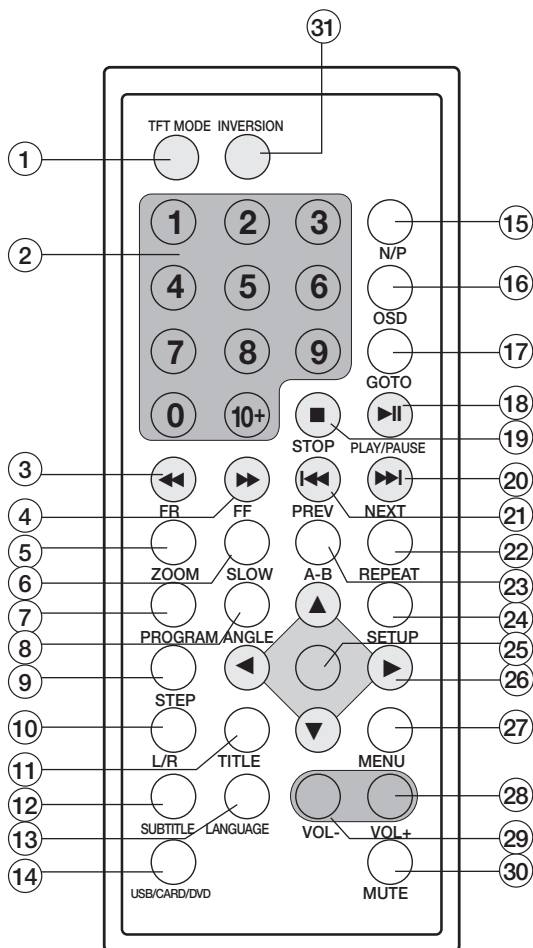 31
TFT MODE INVERSION
1
1 2 3
15
2
N/P
4 5 6
16
OSD
7 8 9
17
GOTO
0 10+
18
STOP PLAY/PAUSE
19
3
20
4
FR FF PREV NEXT
21
5
22
6
ZOOM SLOW A-B REPEAT
23
7
24
8
PROGRAM ANGLE SETUP
25
9
26
STEP
10
27
11
L/R TITLE MENU
12
28
SUBTITLE LANGUAGE VOL- VOL+
13
29
14
30
USB/CARD/DVD MUTE